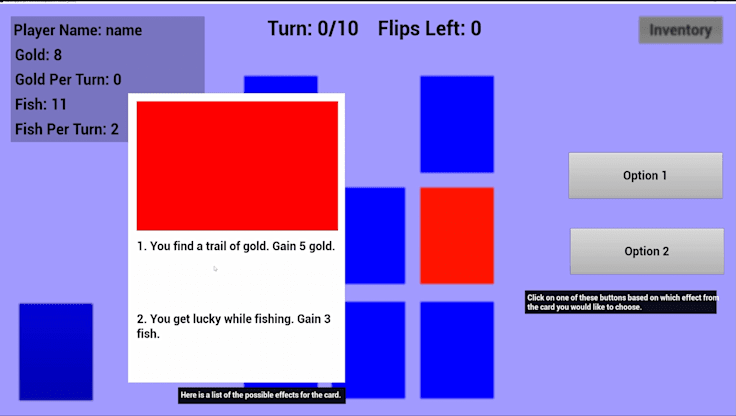 Player Name: name
Gold: 8
Gold Per Turn: 0
Fish: 11
Fish Per Turn: 2
Turn: 0/10
Flips Left: 0
Inventory
1. You find a trail of gold. Gain 5 gold.
2. You get lucky while fishing. Gain 3
fish.
Here is a list of the possible effects for the card.
Option 1
Option 2
Click on one of these buttons based on which effect from
the card you would like to choose.